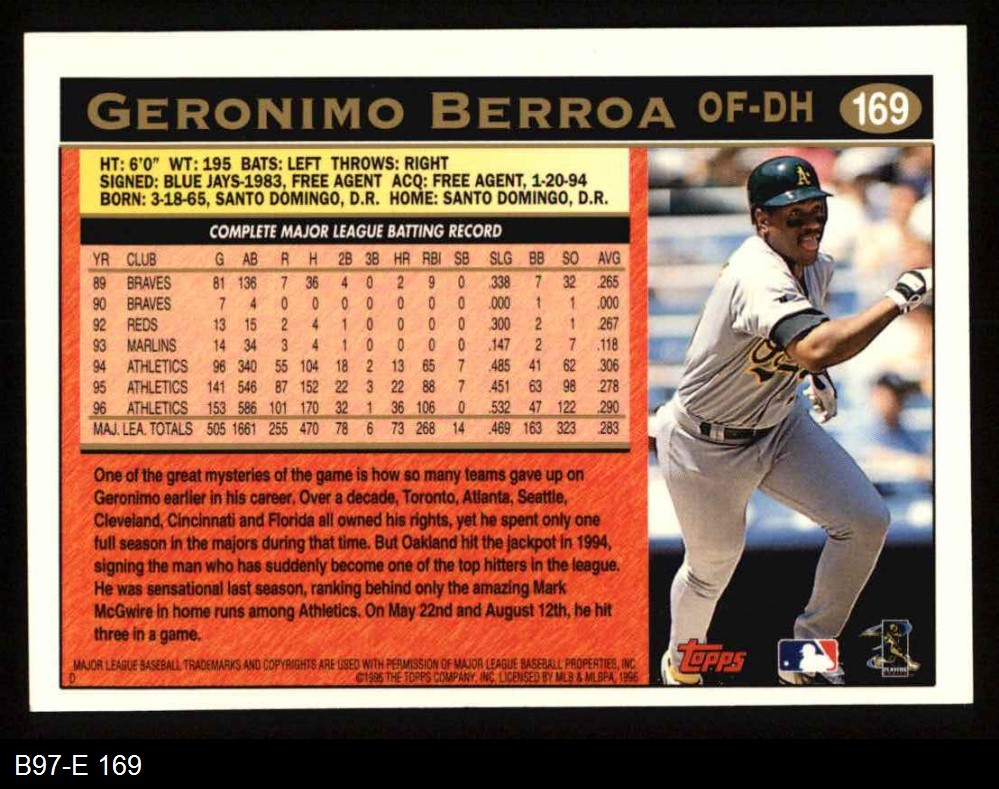 GERONIMO BERROA OF-DH 169
HT: 6'0" WT: 195 BATS: LEFT THROWS: RIGHT
SIGNED: BLUE JAYS-1983, FREE AGENT ACQ: FREE AGENT, 1-20-94
BORN: 3-18-65, SANTO DOMINGO, D.R. HOME: SANTO DOMINGO, D.R.
COMPLETE MAJOR LEAGUE BATTING RECORD
YR CLUB G AB R H 2B 3B HR RBI SB SLG BB SO AVG
89 BRAVES 81 136 7 36 4 0 2 9 0 .338 7 32 .265
90 BRAVES 7 4 0 0 0 0 0 0 0 .000 1 1 .000
92 REDS 13 15 2 4 1 0 0 0 0 .300 2 1 .267
93 MARLINS 14 34 3 4 1 0 0 0 0 .147 2 7 .118
94 ATHLETICS 96 340 55 104 18 2 13 65 7 .485 41 62 .306
95 ATHLETICS 141 546 87 152 22 3 22 88 7 .451 63 98 .278
96 ATHLETICS 153 586 101 170 32 1 36 106 0 .532 47 122 .290
MAJ. LEA. TOTALS 505 1661 255 470 78 6 73 268 14 .469 163 323 .283
One of the great mysteries of the game is how so many teams gave up on
Geronimo earlier in his career. Over a decade, Toronto, Atlanta, Seattle,
Cleveland, Cincinnati and Florida all owned his rights, yet he spent only one
full season in the majors during that time. But Oakland hit the jackpot in 1994,
signing the man who has suddenly become one of the top hitters in the league.
He was sensational last season, ranking behind only the amazing Mark
McGwire in home runs among Athletics. On May 22nd and August 12th, he hit
three in a game.
MAJOR LEAGUE BASEBALL TRADEMARKS AND COPYRIGHTS ARE USED WITH PERMISSION OF MAJOR LEAGUE BASEBALL PROPERTIES, INC.
D ©1996 THE TOPPS COMPANY, INC. LICENSED BY MLB & MLBPA, 1996
A's
Topps
B97-E 169